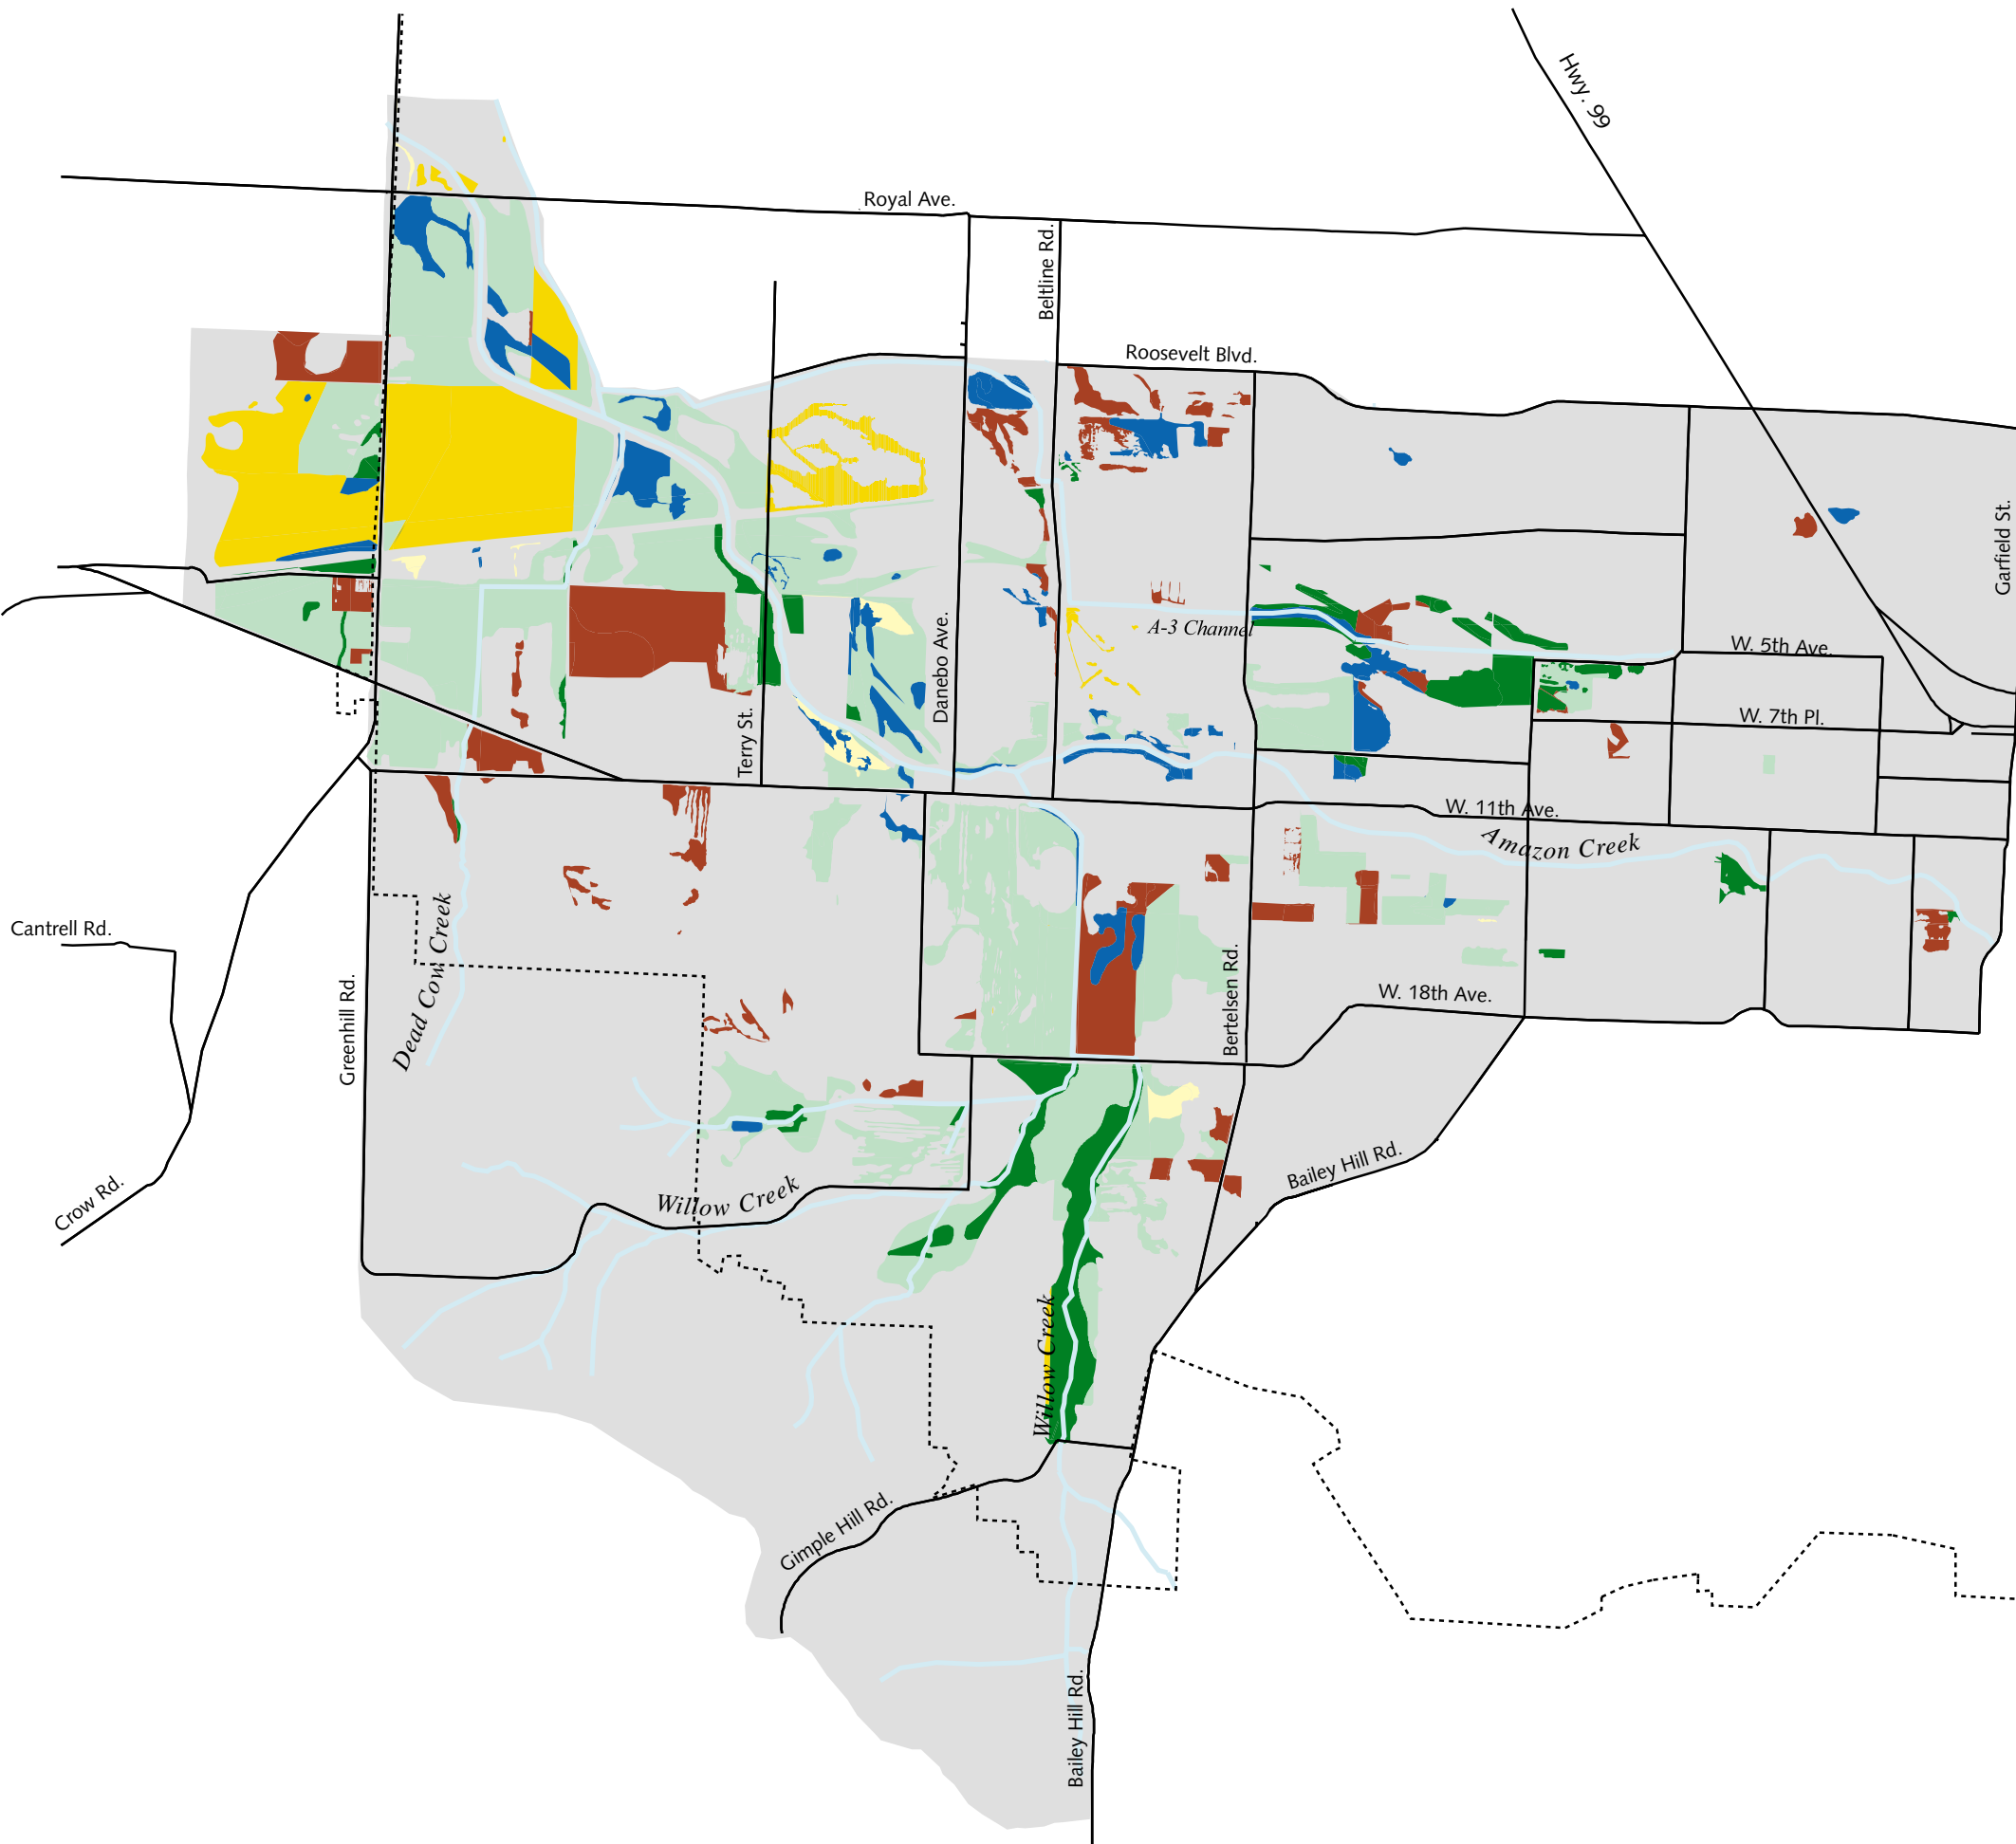 Hwy. 99
Royal Ave.
Beltline Rd.
Roosevelt Blvd.
Garfield St.
A-3 Channel
W. 5th Ave.
Danebo Ave.
Terry St.
W. 7th Pl.
W. 11th Ave.
Amazon Creek
Cantrell Rd.
Dead Cow Creek
Greenhill Rd.
Bertelsen Rd.
W. 18th Ave.
Crow Rd.
Willow Creek
Bailey Hill Rd.
Willow Creek
Gimple Hill Rd.
Bailey Hill Rd.